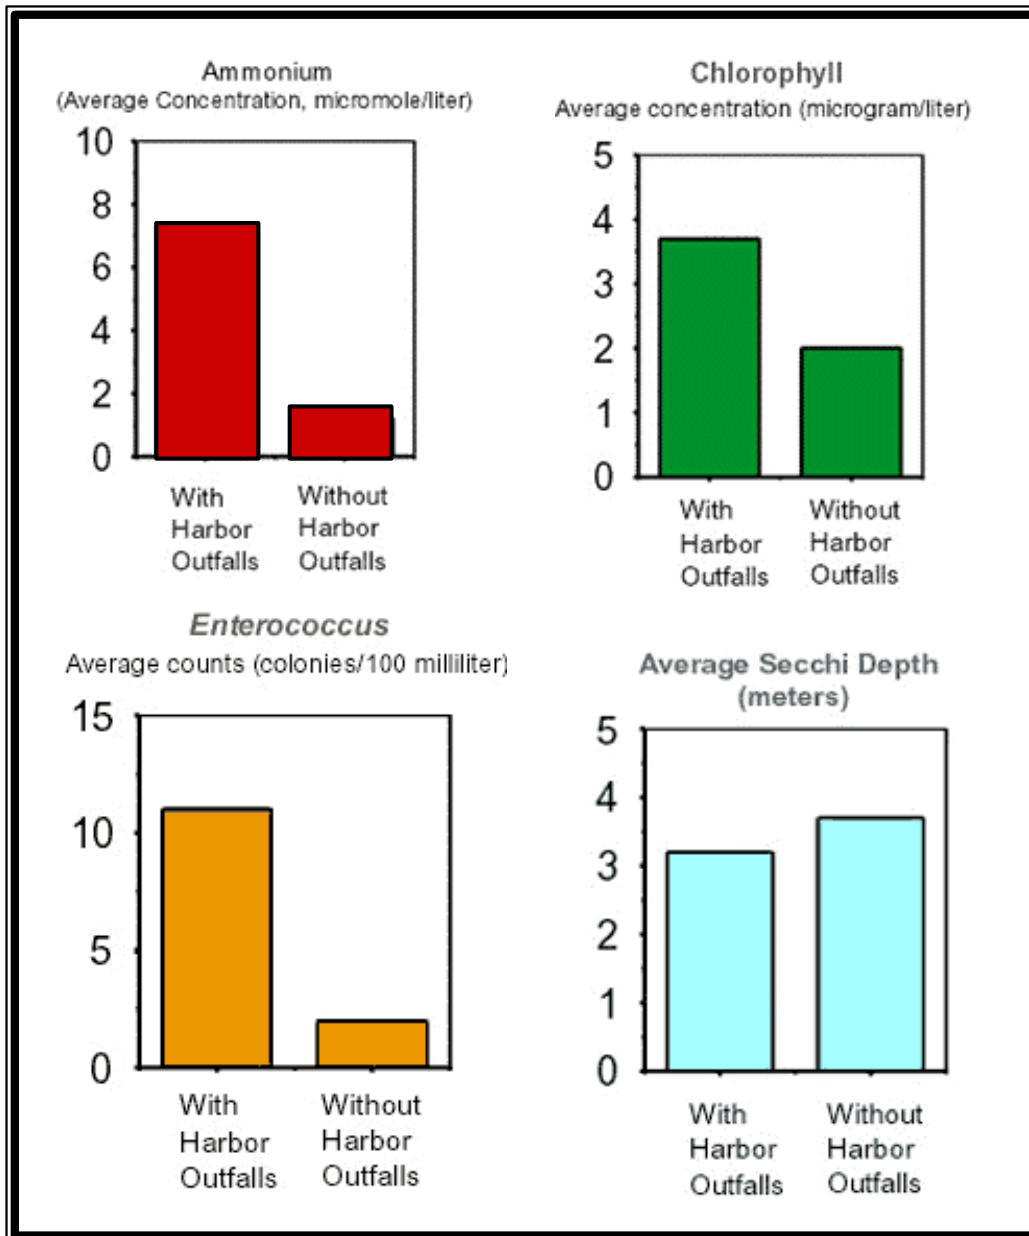 Ammonium
(Average Concentration, micromole/liter)
10
8
6
4
2
0
With
Harbor
Outfalls
Without
Harbor
Outfalls
Chlorophyll
Average concentration (microgram/liter)
5
4
3
2
1
0
With
Harbor
Outfalls
Without
Harbor
Outfalls
Enterococcus
Average counts (colonies/100 milliliter)
15
10
5
0
With
Harbor
Outfalls
Without
Harbor
Outfalls
Average Secchi Depth
(meters)
5
4
3
2
1
0
With
Harbor
Outfalls
Without
Harbor
Outfalls